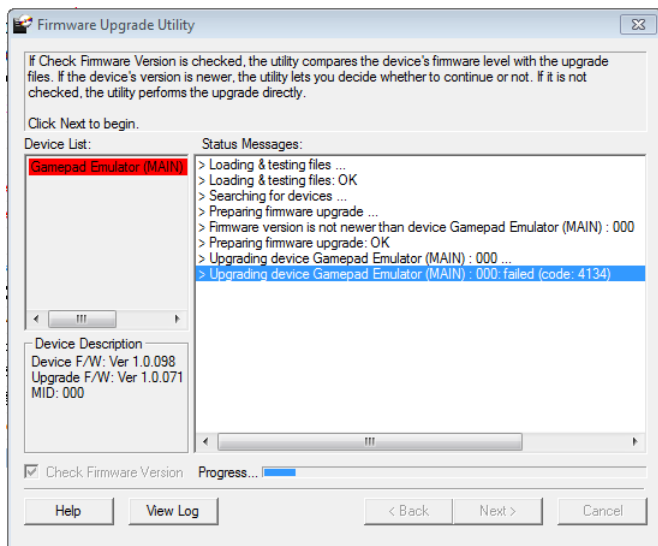 Firmware Upgrade Utility
If Check Firmware Version is checked, the utility compares the device's firmware level with the upgrade
files. If the device's version is newer, the utility lets you decide whether to continue or not. If it is not
checked, the utility performs the upgrade directly.
Click Next to begin.
Device List:
Gamepad Emulator (MAIN)
Status Messages:
> Loading & testing files ...
> Loading & testing files: OK
> Searching for devices ...
> Preparing firmware upgrade ...
> Firmware version is not newer than device Gamepad Emulator (MAIN) : 000
> Preparing firmware upgrade: OK
> Upgrading device Gamepad Emulator (MAIN) : 000 ...
> Upgrading device Gamepad Emulator (MAIN) : 000: failed (code: 4134)
Device Description
Device F/W: Ver 1.0.098
Upgrade F/W: Ver 1.0.071
MID: 000
Check Firmware Version
Progress...
Help
View Log
< Back
Next >
Cancel